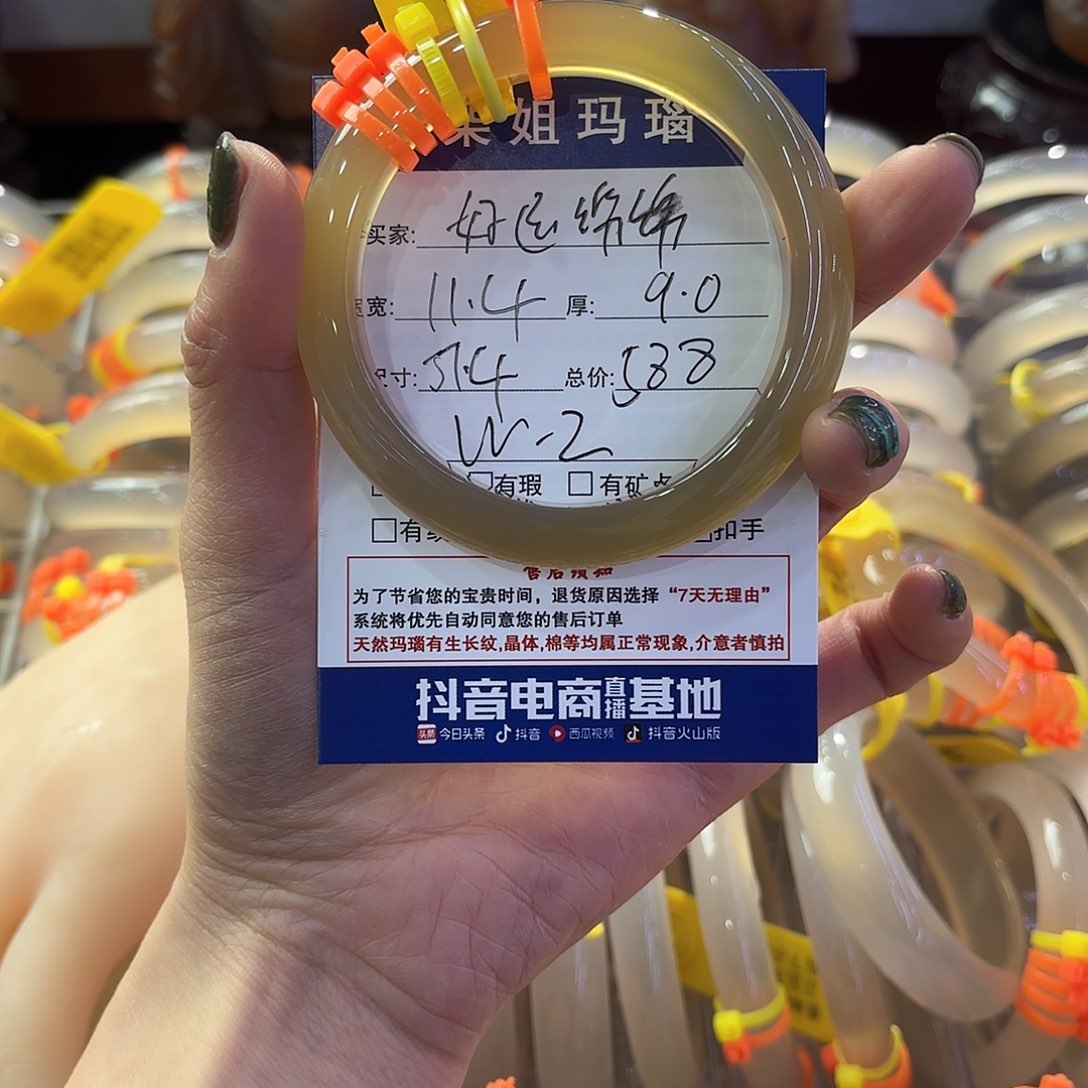 姐玛瑙
买家: 好运绵绵
宽: 11.4 厚: 9.0
尺寸: 57.4 总价: 588
W-2
有瑕 □有矿
□有 扣手
售后须知
为了节省您的宝贵时间，退货原因选择“7天无理由”
系统将优先自动同意您的售后订单
天然玛瑙有生长纹,晶体,棉等均属正常现象,介意者慎拍
抖音电商直播基地
头条 今日头条 抖音 西瓜视频 抖音火山版